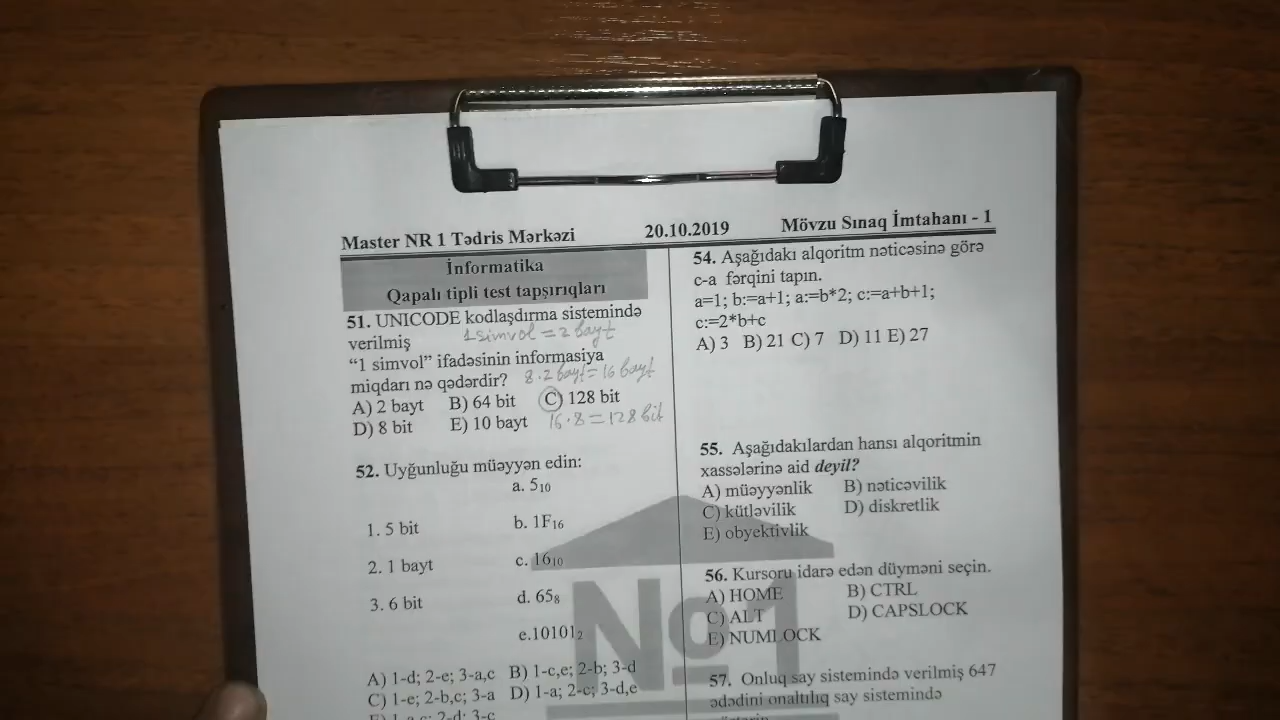 Master NR 1 Tədris Mərkəzi 20.10.2019 Mövzu Sınaq İmtahanı - 1
İnformatika
Qapalı tipli test tapşırıqları
51. UNICODE kodlaşdırma sistemində
verilmiş 1 simvol = 2 bayt
“1 simvol” ifadəsinin informasiya
miqdarı nə qədərdir? 8·2 bayt = 16 bayt
A) 2 bayt B) 64 bit C) 128 bit
D) 8 bit E) 10 bayt 16·8=128 bit
52. Uyğunluğu müəyyən edin:
a. 5₁₀
1. 5 bit b. 1F₁₆
2. 1 bayt c. 16₁₀
3. 6 bit d. 65₈
e.10101₂
A) 1-d; 2-e; 3-a,c B) 1-c,e; 2-b; 3-d
C) 1-e; 2-b,c; 3-a D) 1-a; 2-c; 3-d,e
E) 1-a,c; 2-d; 3-c
54. Aşağıdakı alqoritm nəticəsinə görə
c-a fərqini tapın.
a=1; b:=a+1; a:=b*2; c:=a+b+1;
c:=2*b+c
A) 3 B) 21 C) 7 D) 11 E) 27
55. Aşağıdakılardan hansı alqoritmin
xassələrinə aid deyil?
A) müəyyənlik B) nəticəvilik
C) kütləvilik D) diskretlik
E) obyektivlik
56. Kursoru idarə edən düyməni seçin.
A) HOME B) CTRL
C) ALT D) CAPSLOCK
E) NUMLOCK
57. Onluq say sistemində verilmiş 647
ədədini onaltılıq say sistemində
№1